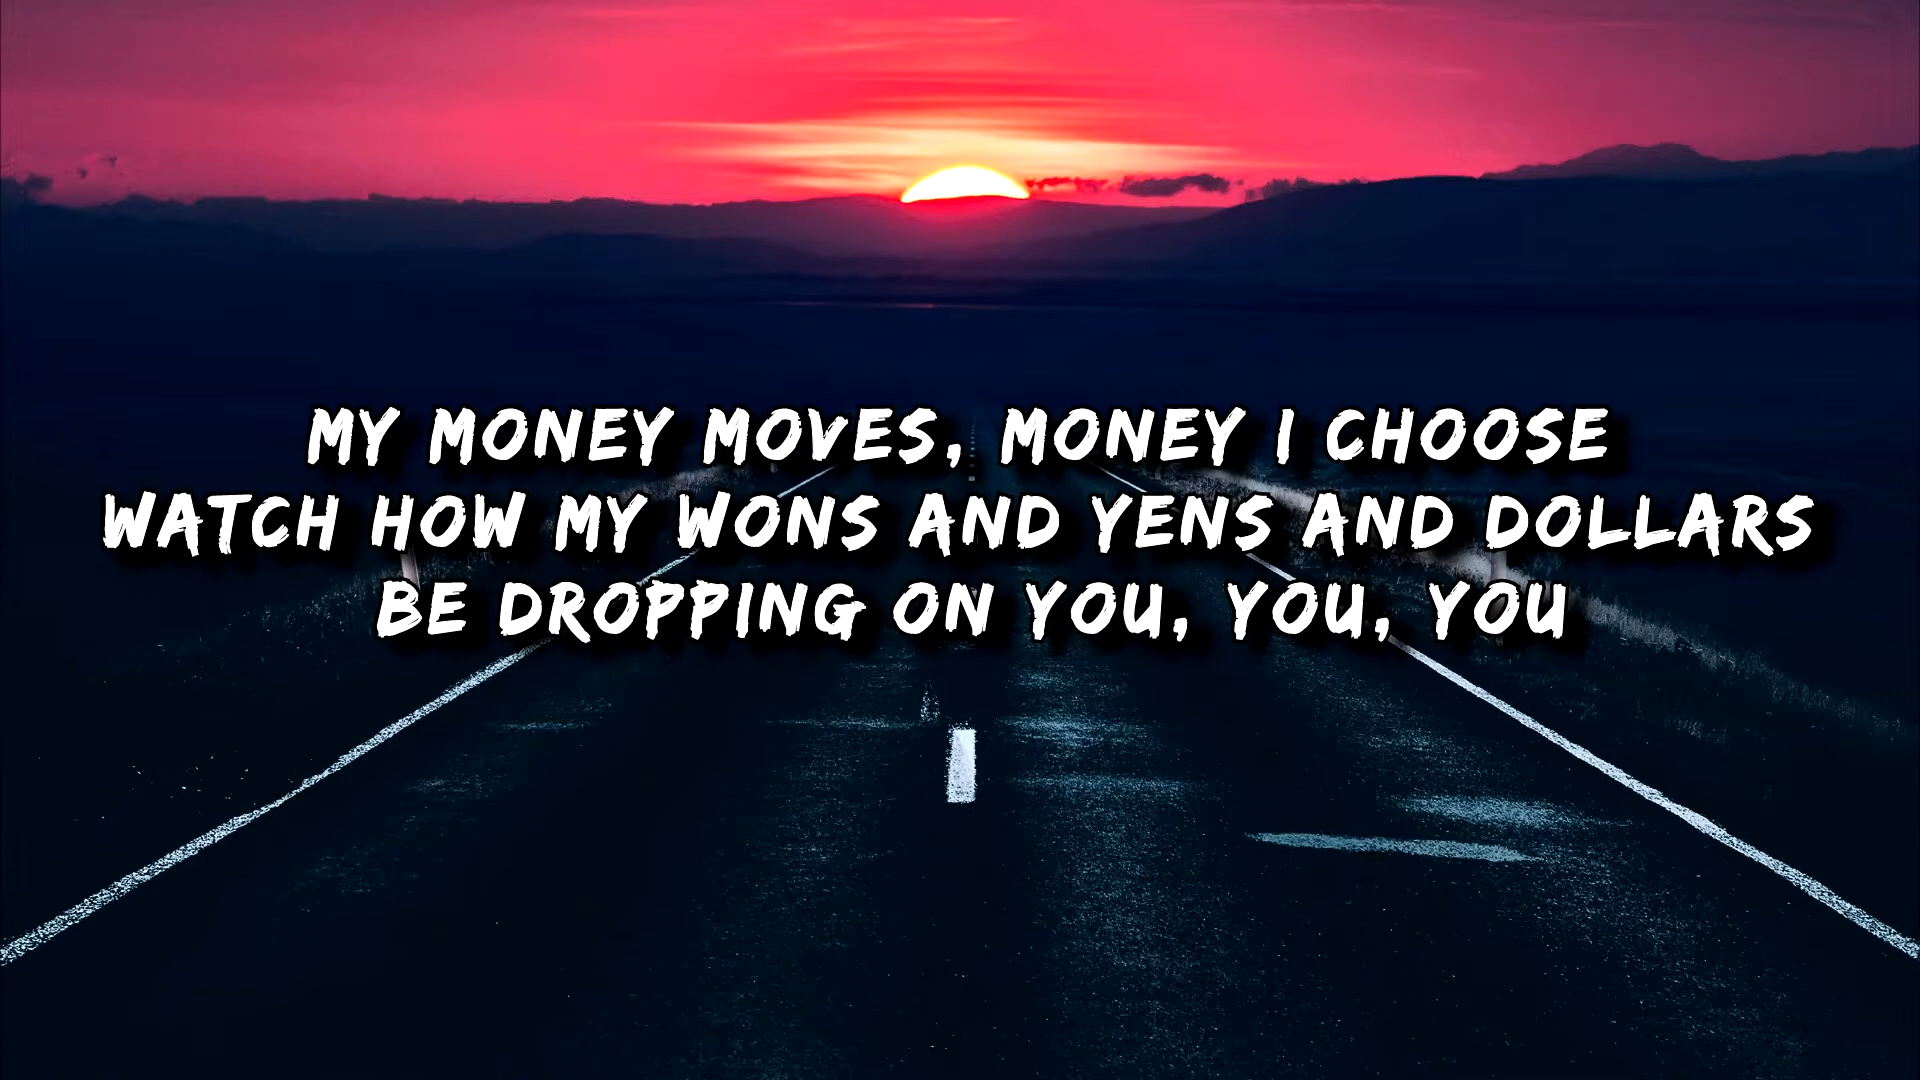 MY MONEY MOVES, MONEY I CHOOSE
WATCH HOW MY WONS AND YENS AND DOLLARS
BE DROPPING ON YOU, YOU, YOU